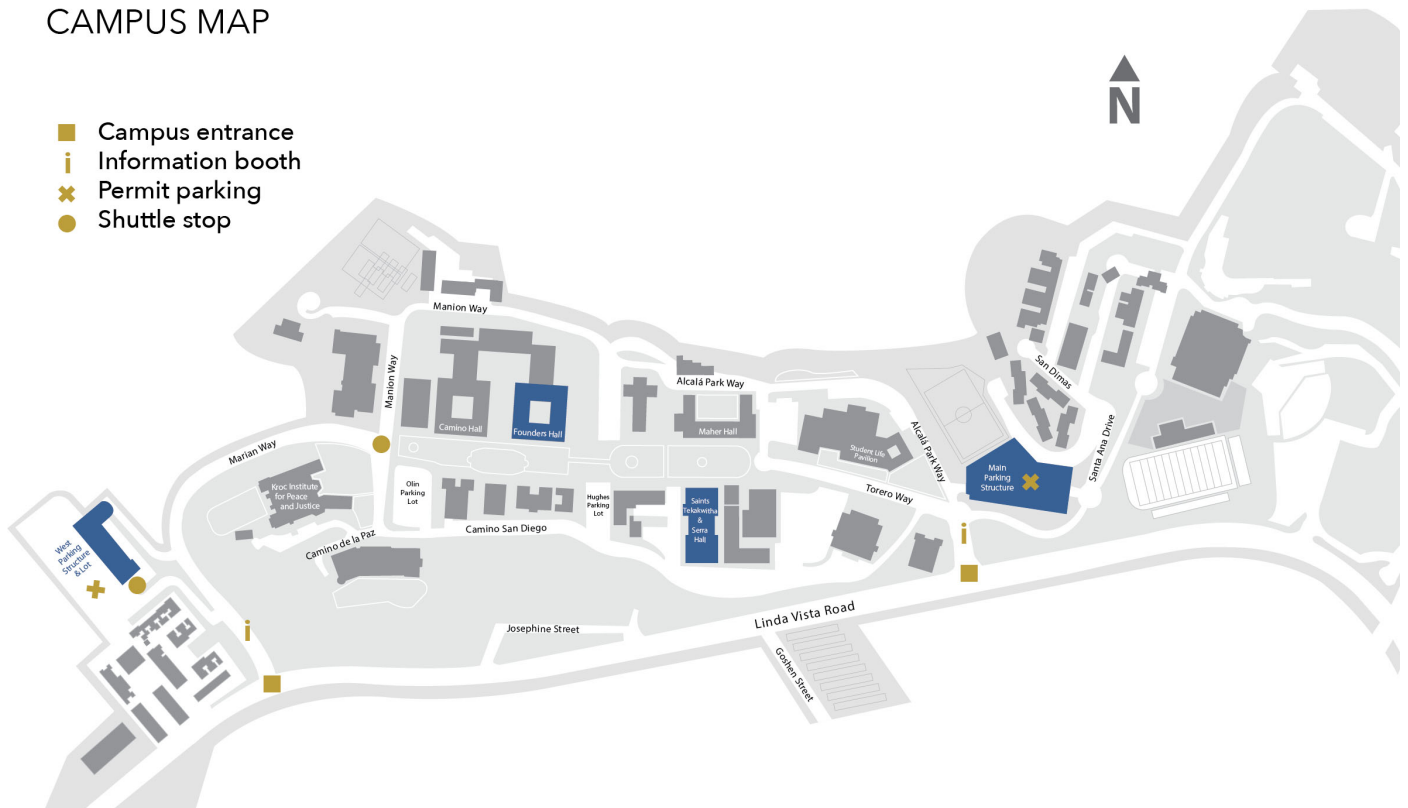 CAMPUS MAP
N
Campus entrance
i Information booth
Permit parking
Shuttle stop
Manion Way
Manion Way
Alcalá Park Way
San Dimas
Camino Hall
Founders Hall
Maher Hall
Student Life
Pavilion
Alcalá Park Way
Santa Ana Drive
Marian Way
Main
Parking
Structure
Kroc Institute
for Peace
and Justice
Olin
Parking
Lot
Hughes
Parking
Lot
Saints
Tekakwitha
&
Serra
Hall
Torero Way
Camino San Diego
Camino de la Paz
West
Parking
Structure
& Lot
i
i
Josephine Street
Linda Vista Road
Goshen Street